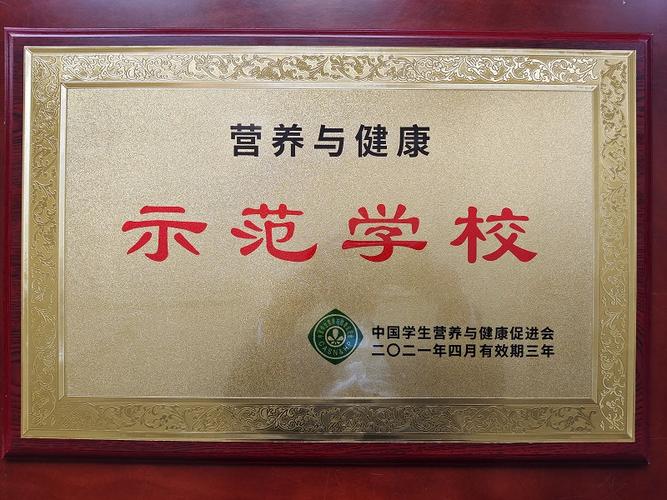 营养与健康
示范学校
中国学生营养与健康促进会
二〇二一年四月有效期三年